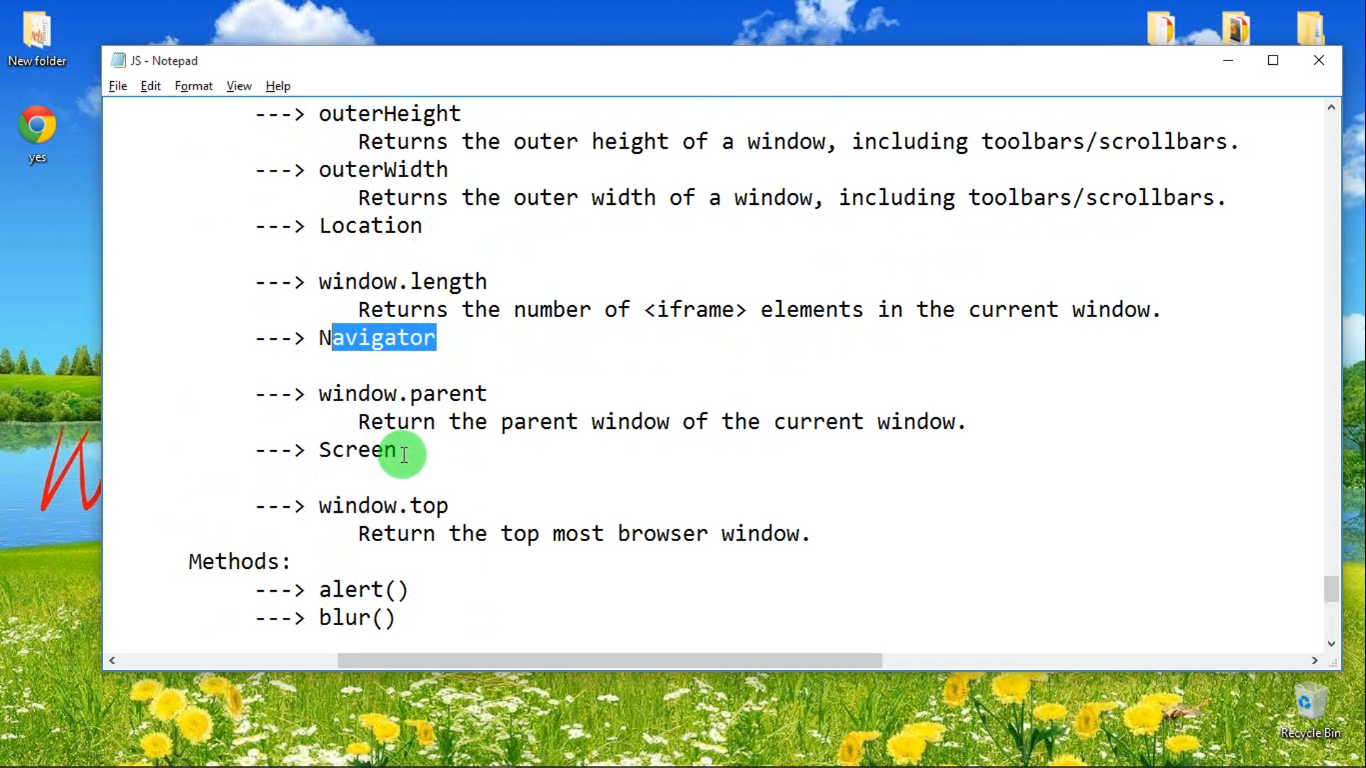 New folder
yes
JS - Notepad
File Edit Format View Help
---> outerHeight
Returns the outer height of a window, including toolbars/scrollbars.
---> outerWidth
Returns the outer width of a window, including toolbars/scrollbars.
---> Location
---> window.length
Returns the number of <iframe> elements in the current window.
---> Navigator
---> window.parent
Return the parent window of the current window.
---> Screen
---> window.top
Return the top most browser window.
Methods:
---> alert()
---> blur()
Recycle Bin